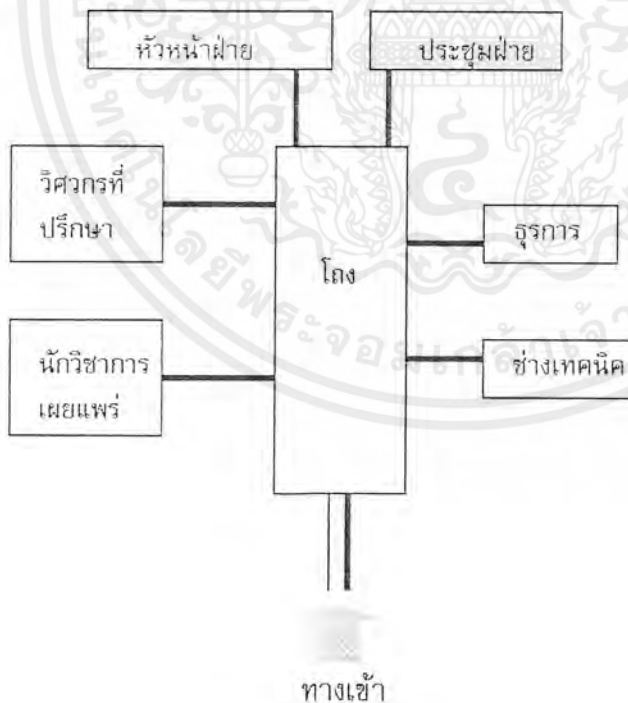 หัวหน้าฝ่าย
ประชุมฝ่าย
วิศวกรที่
ปรึกษา
ธุรการ
โถง
นักวิชาการ
เผยแพร่
ช่างเทคนิค
ทางเข้า